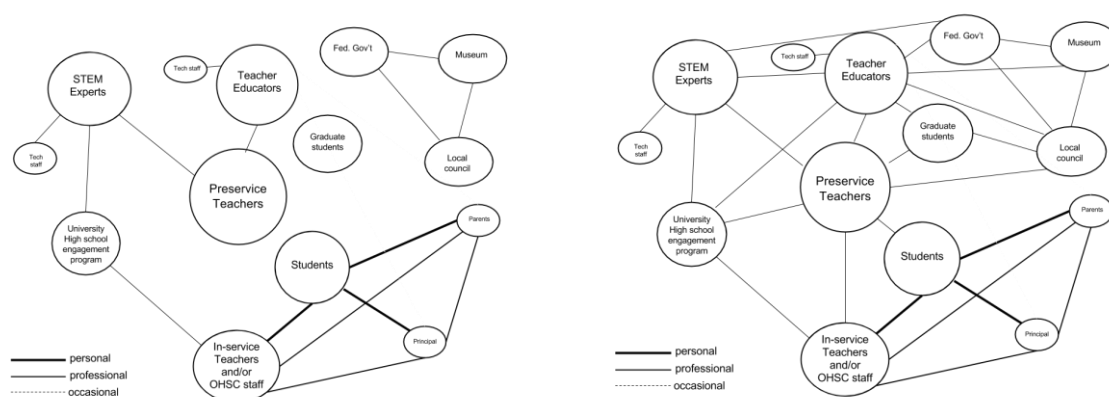 STEM
Experts
Tech staff
Teacher
Educators
Fed. Gov't
Museum
Tech
staff
Graduate
students
Local
council
Preservice
Teachers
University
High school
engagement
program
Parents
Students
Principal
In-service
Teachers
and/or
OHSC staff
personal
professional
occasional
STEM
Experts
Tech staff
Teacher
Educators
Fed. Gov't
Museum
Tech
staff
Graduate
students
Local
council
Preservice
Teachers
University
High school
engagement
program
Parents
Students
Principal
In-service
Teachers
and/or
OHSC staff
personal
professional
occasional